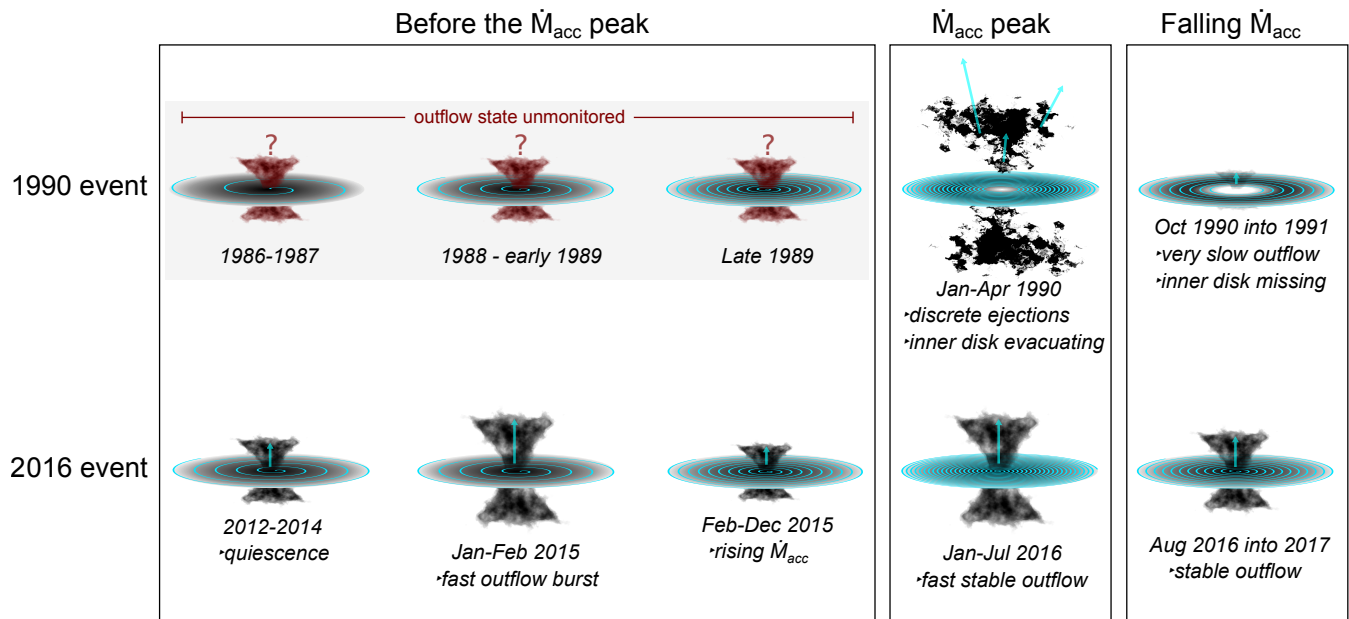 Before the Ṁacc peak
Ṁacc peak
Falling Ṁacc
outflow state unmonitored
?
?
?
1990 event
1986-1987
1988 - early 1989
Late 1989
Jan-Apr 1990
‣discrete ejections
‣inner disk evacuating
Oct 1990 into 1991
‣very slow outflow
‣inner disk missing
2016 event
2012-2014
‣quiescence
Jan-Feb 2015
‣fast outflow burst
Feb-Dec 2015
‣rising Ṁacc
Jan-Jul 2016
‣fast stable outflow
Aug 2016 into 2017
‣stable outflow